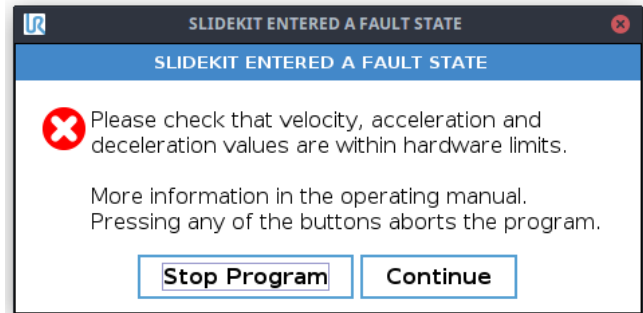 UR
SLIDEKIT ENTERED A FAULT STATE
SLIDEKIT ENTERED A FAULT STATE
Please check that velocity, acceleration and
deceleration values are within hardware limits.
More information in the operating manual.
Pressing any of the buttons aborts the program.
Stop Program
Continue